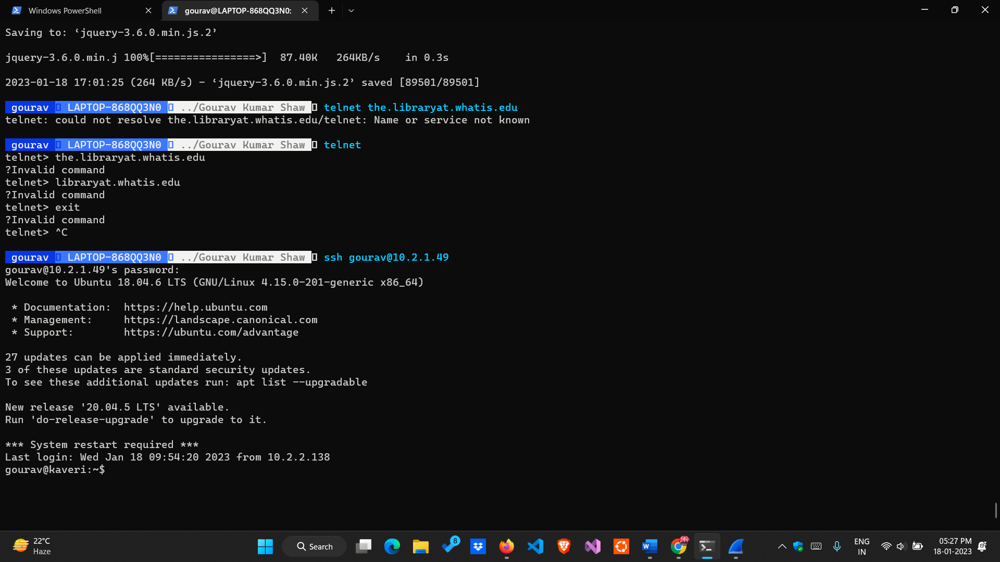 Windows PowerShell
gourav@LAPTOP-868QQ3N0:
Saving to: ‘jquery-3.6.0.min.js.2’
jquery-3.6.0.min.j 100%[================>]  87.40K   264KB/s    in 0.3s
2023-01-18 17:01:25 (264 KB/s) - ‘jquery-3.6.0.min.js.2’ saved [89501/89501]
gourav LAPTOP-868QQ3N0 ../Gourav Kumar Shaw telnet the.libraryat.whatis.edu
telnet: could not resolve the.libraryat.whatis.edu/telnet: Name or service not known
gourav LAPTOP-868QQ3N0 ../Gourav Kumar Shaw telnet
telnet> the.libraryat.whatis.edu
?Invalid command
telnet> libraryat.whatis.edu
?Invalid command
telnet> exit
?Invalid command
telnet> ^C
gourav LAPTOP-868QQ3N0 ../Gourav Kumar Shaw ssh gourav@10.2.1.49
gourav@10.2.1.49's password:
Welcome to Ubuntu 18.04.6 LTS (GNU/Linux 4.15.0-201-generic x86_64)
* Documentation:  https://help.ubuntu.com
* Management:     https://landscape.canonical.com
* Support:        https://ubuntu.com/advantage
27 updates can be applied immediately.
3 of these updates are standard security updates.
To see these additional updates run: apt list --upgradable
New release '20.04.5 LTS' available.
Run 'do-release-upgrade' to upgrade to it.
*** System restart required ***
Last login: Wed Jan 18 09:54:20 2023 from 10.2.2.138
gourav@kaveri:~$
22°C
Haze
Search
8
ENG
IN
05:27 PM
18-01-2023